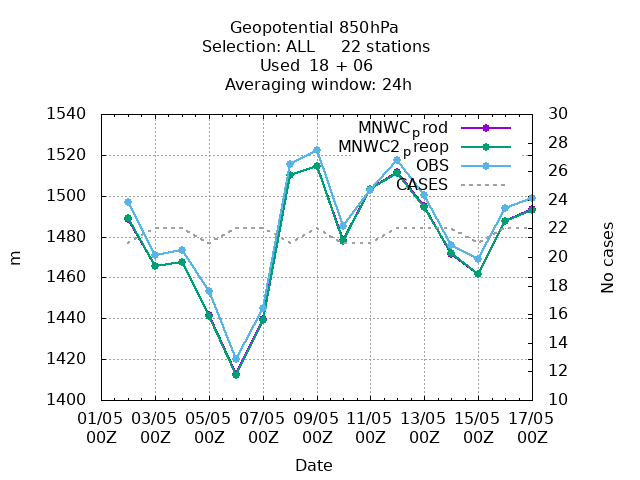 Geopotential 850hPa
Selection: ALL     22 stations
Used  18 + 06
Averaging window: 24h
1540
1520
1500
1480
1460
1440
1420
1400
m
30
28
26
24
22
20
18
16
14
12
10
No cases
MNWCprod
MNWC2preop
OBS
CASES
01/05 03/05 05/05 07/05 09/05 11/05 13/05 15/05 17/05
00Z 00Z 00Z 00Z 00Z 00Z 00Z 00Z 00Z
Date